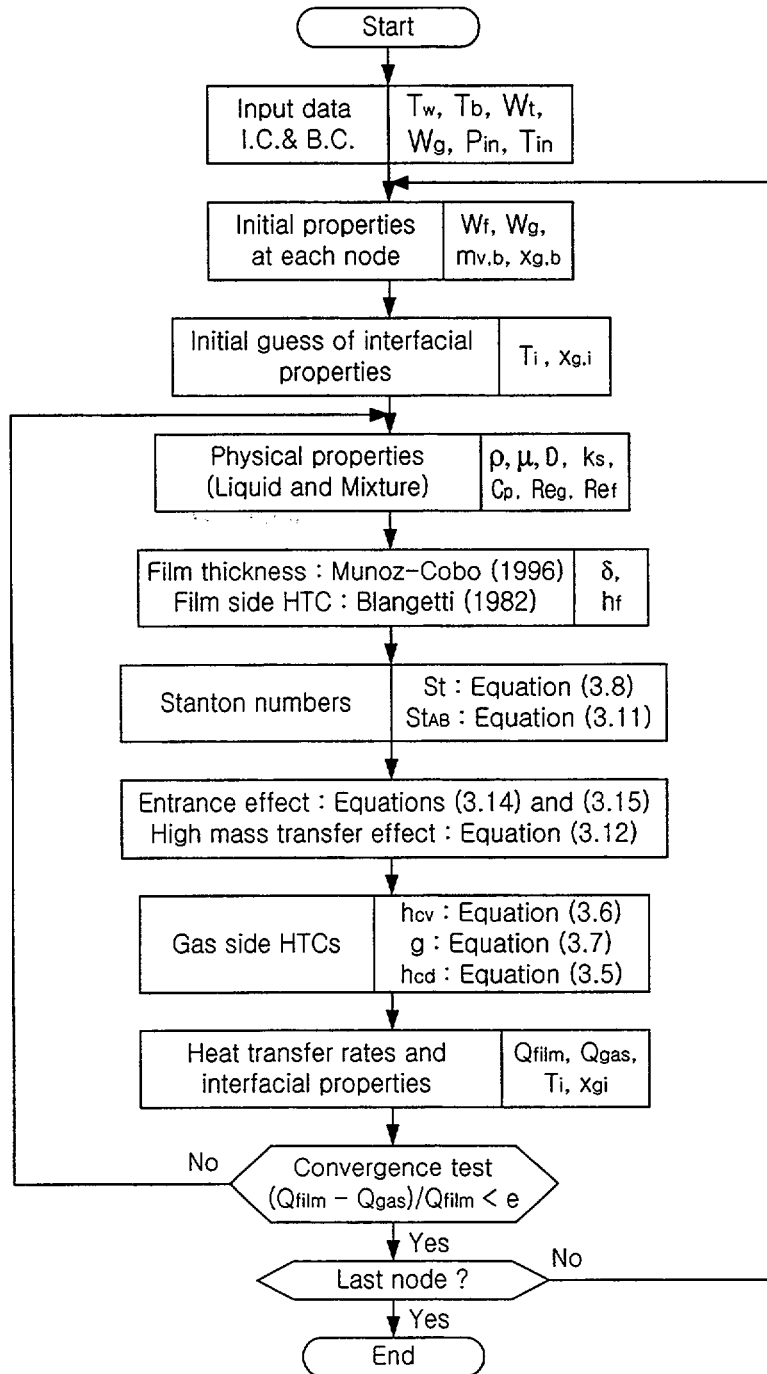 Start
Input data
I.C.& B.C.
Tw, Tb, Wt,
Wg, Pin, Tin
Initial properties
at each node
Wf, Wg,
mv,b, xg,b
Initial guess of interfacial
properties
Ti, xg,i
Physical properties
(Liquid and Mixture)
ρ, μ, D, ks,
Cp, Reg, Ref
Film thickness : Munoz-Cobo (1996)
Film side HTC : Blangetti (1982)
δ,
hf
Stanton numbers
St : Equation (3.8)
StAB : Equation (3.11)
Entrance effect : Equations (3.14) and (3.15)
High mass transfer effect : Equation (3.12)
Gas side HTCs
hcv : Equation (3.6)
g : Equation (3.7)
hcd : Equation (3.5)
Heat transfer rates and
interfacial properties
Qfilm, Qgas,
Ti, xgi
No
Convergence test
(Qfilm − Qgas)/Qfilm < e
Yes
Last node ?
No
Yes
End